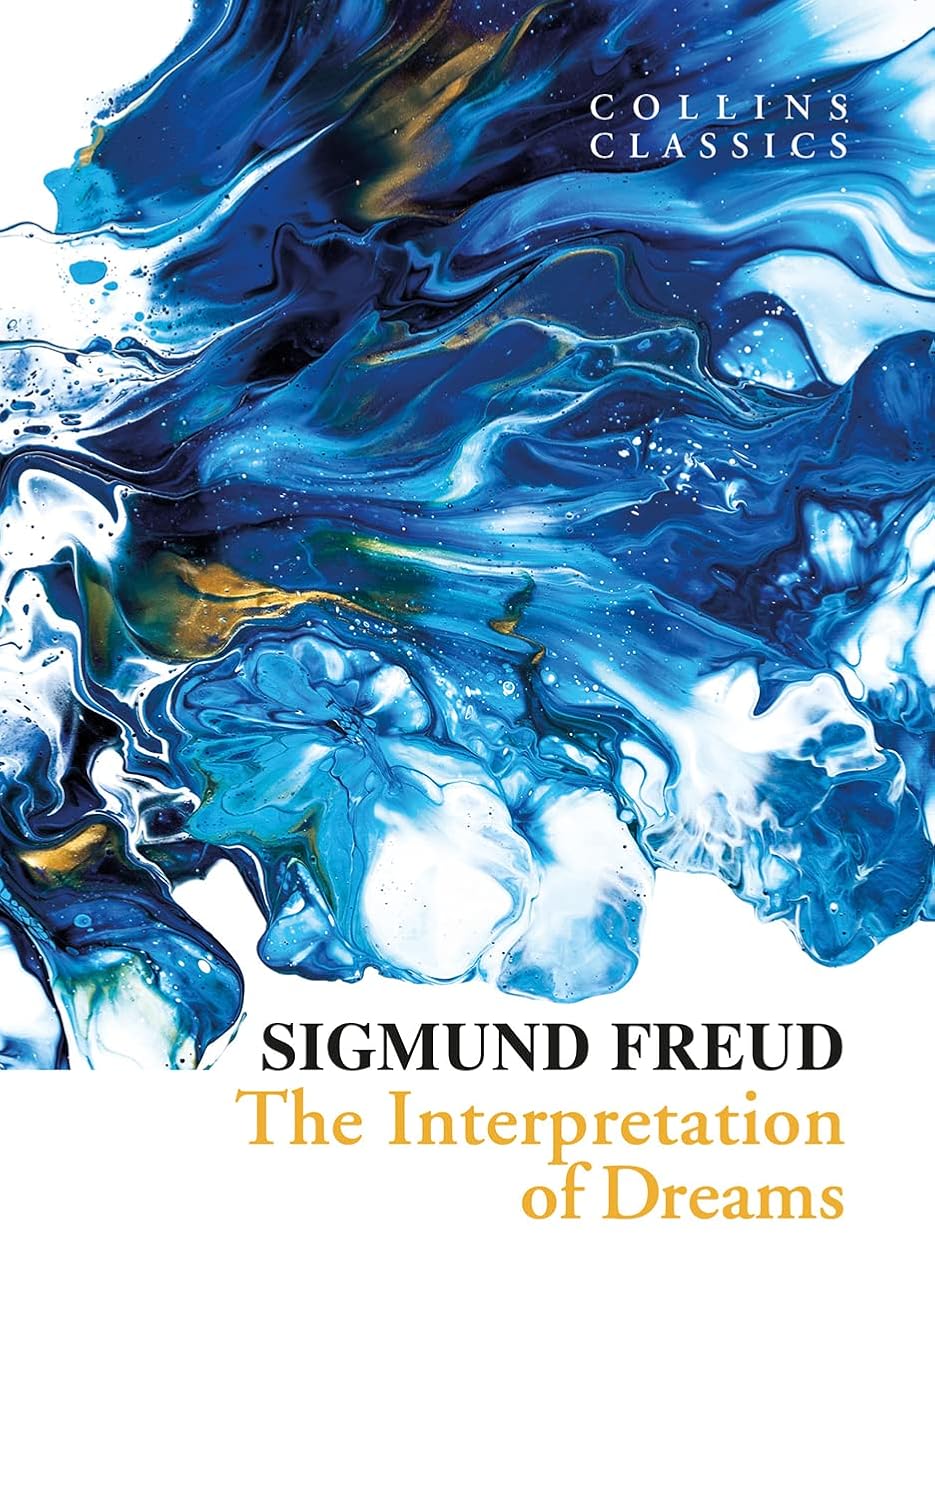 COLLINS
CLASSICS
SIGMUND FREUD
The Interpretation
of Dreams